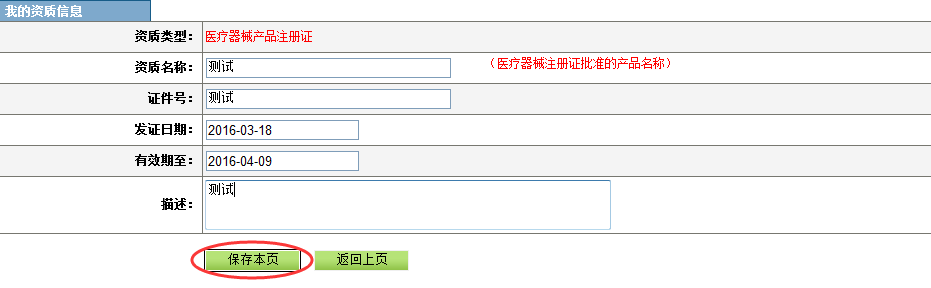 我的资质信息
资质类型： 医疗器械产品注册证
资质名称： 测试 （医疗器械注册证批准的产品名称）
证件号： 测试
发证日期： 2016-03-18
有效期至： 2016-04-09
描述： 测试
保存本页 返回上页